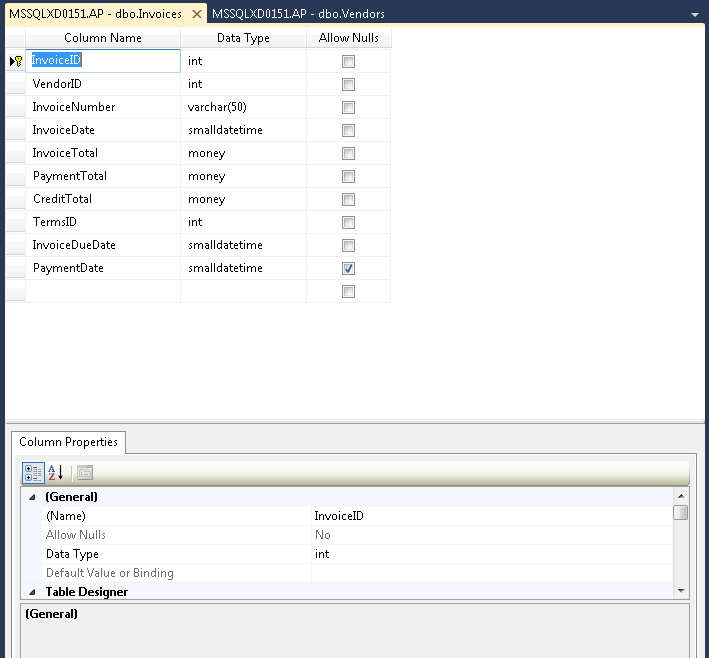 MSSQLXD0151.AP - dbo.Invoices MSSQLXD0151.AP - dbo.Vendors
Column Name Data Type Allow Nulls
InvoiceID int
VendorID int
InvoiceNumber varchar(50)
InvoiceDate smalldatetime
InvoiceTotal money
PaymentTotal money
CreditTotal money
TermsID int
InvoiceDueDate smalldatetime
PaymentDate smalldatetime
Column Properties
A Z
(General)
(Name) InvoiceID
Allow Nulls No
Data Type int
Default Value or Binding
Table Designer
(General)